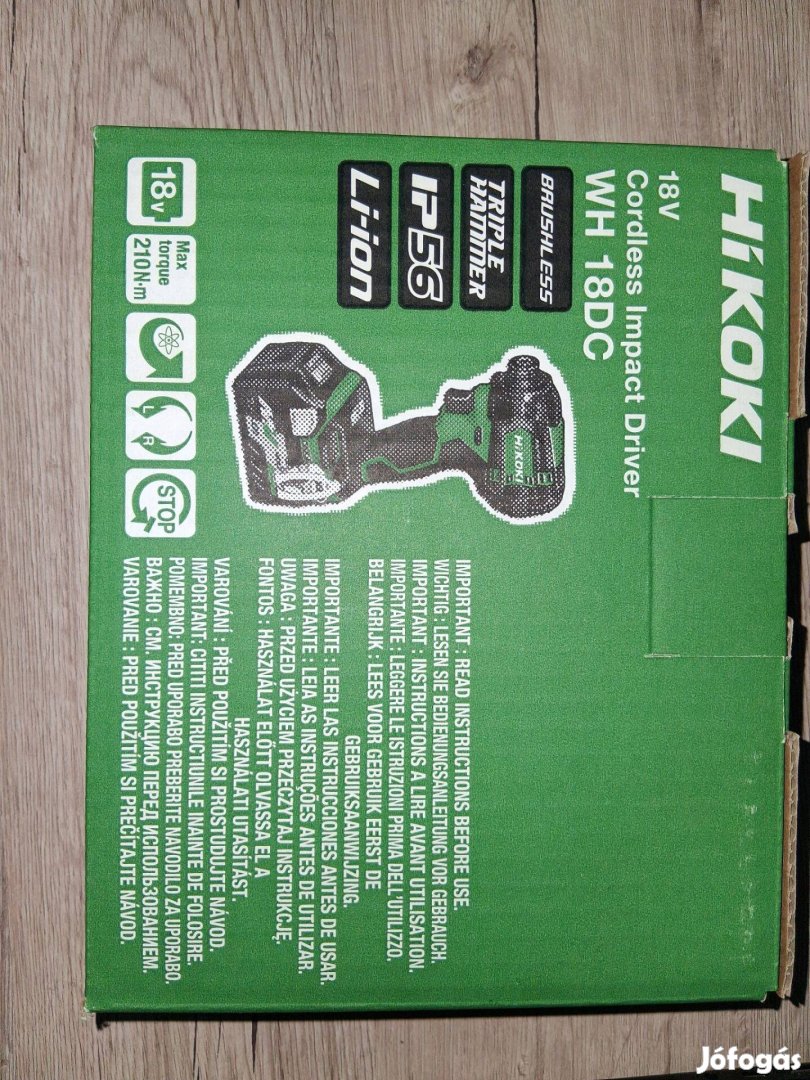 HiKOKI
18V
Cordless Impact Driver
WH 18DC
BRUSHLESS
TRIPLE
HAMMER
IP56
Li-ion
HiKOKI
18v
Max
torque
210N·m
L
R
STOP
IMPORTANT : READ INSTRUCTIONS BEFORE USE.
WICHTIG : LESEN SIE BEDIENUNGSANLEITUNG VOR GEBRAUCH.
IMPORTANT : INSTRUCTIONS A LIRE AVANT UTILISATION.
IMPORTANTE : LEGGERE LE ISTRUZIONI PRIMA DELL'UTILIZZO.
BELANGRIJK : LEES VOOR GEBRUIK EERST DE
GEBRUIKSAANWIJZING.
IMPORTANTE : LEER LAS INSTRUCCIONES ANTES DE USAR.
IMPORTANTE : LEIA AS INSTRUÇÕES ANTES DE UTILIZAR.
UWAGA : PRZED UŻYCIEM PRZECZYTAJ INSTRUKCJĘ.
FONTOS : HASZNÁLAT ELŐTT OLVASSA EL A
HASZNÁLATI UTASÍTÁST.
VAROVÁNÍ : PŘED POUŽITÍM SI PROSTUDUJTE NÁVOD.
IMPORTANT : CITITI INSTRUCTIUNILE INAINTE DE FOLOSIRE.
POMEMBNO: PRED UPORABO PREBERITE NAVODILO ZA UPORABO.
ВАЖНО : СМ. ИНСТРУКЦИЮ ПЕРЕД ИСПОЛЬЗОВАНИЕМ.
VAROVANIE : PRED POUŽITÍM SI PREČÍTAJTE NÁVOD.
Jófogás